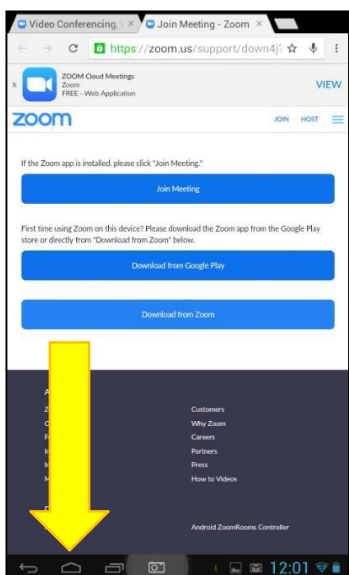 Video Conferencing, Join Meeting - Zoom
https://zoom.us/support/down4j
ZOOM Cloud Meetings
Zoom
FREE - Web Application
VIEW
zoom
JOIN HOST
If the Zoom app is installed, please click "Join Meeting."
Join Meeting
First time using Zoom on this device? Please download the Zoom app from the Google Play
store or directly from "Download from Zoom" below.
Download from Google Play
Download from Zoom
Customers
Why Zoom
Careers
Partners
Press
How to Videos
Android ZoomRooms Controller
12:01